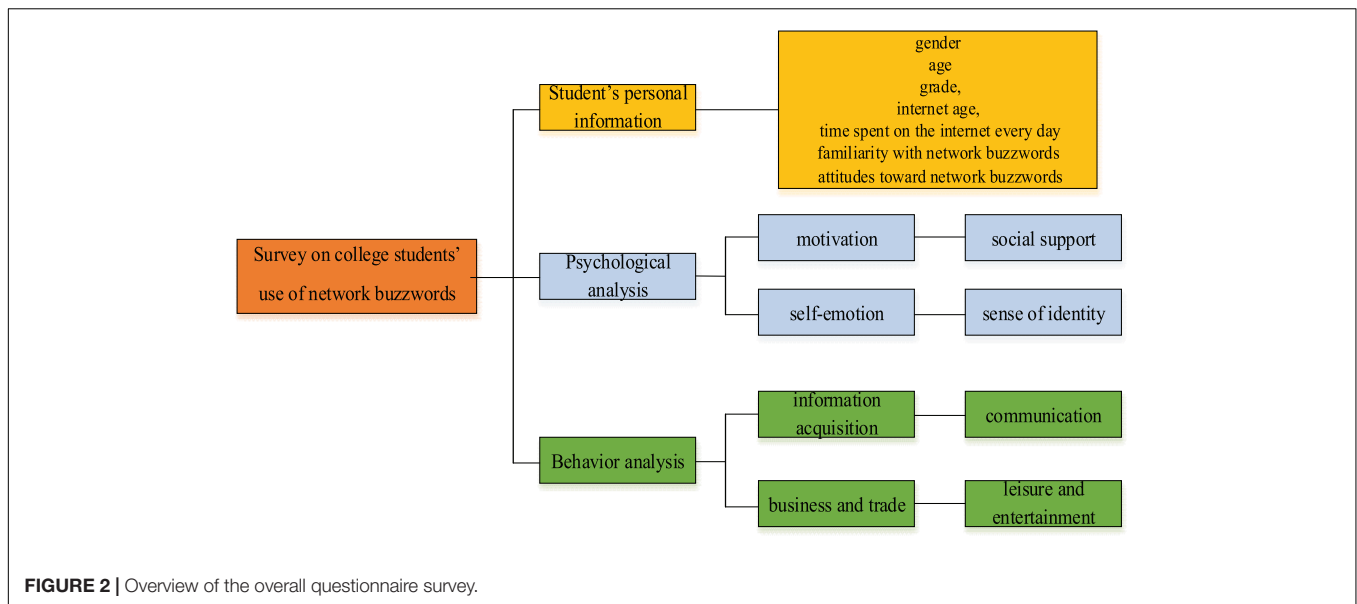 gender
age
grade,
internet age,
time spent on the internet every day
familiarity with network buzzwords
attitudes toward network buzzwords
Student's personal
information
Survey on college students'
use of network buzzwords
Psychological
analysis
motivation
social support
self-emotion
sense of identity
Behavior analysis
information
acquisition
communication
business and trade
leisure and
entertainment
FIGURE 2 | Overview of the overall questionnaire survey.